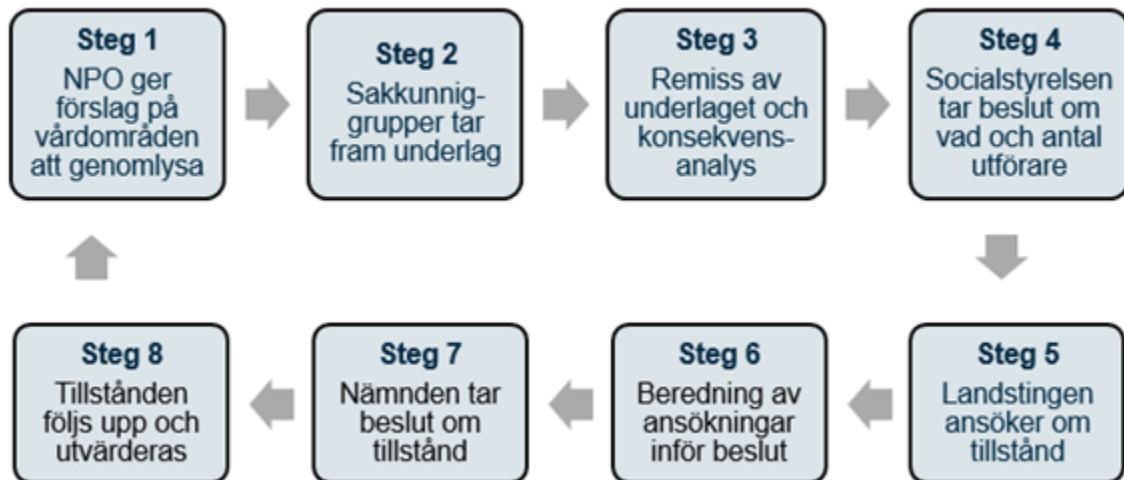 Steg 1
NPO ger
förslag på
vårdområden
att genomlysa
Steg 2
Sakkunnig-
grupper tar
fram underlag
Steg 3
Remiss av
underlaget och
konsekvens-
analys
Steg 4
Socialstyrelsen
tar beslut om
vad och antal
utförare
Steg 5
Landstingen
ansöker om
tillstånd
Steg 6
Beredning av
ansökningar
inför beslut
Steg 7
Nämnden tar
beslut om
tillstånd
Steg 8
Tillstånden
följs upp och
utvärderas